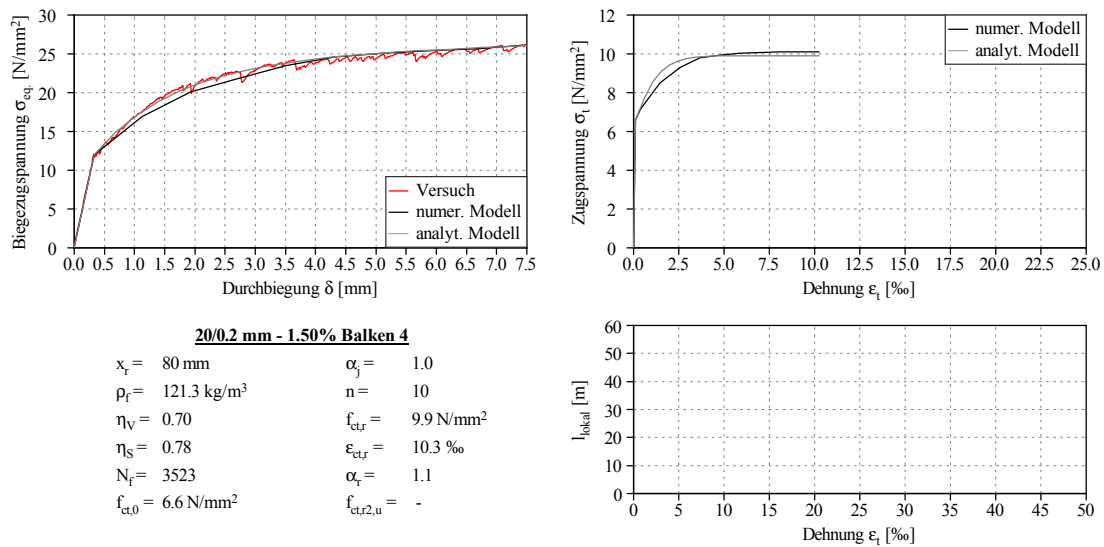 Biegezugspannung σeq. [N/mm²]
30
25
20
15
10
5
0
0.0 0.5 1.0 1.5 2.0 2.5 3.0 3.5 4.0 4.5 5.0 5.5 6.0 6.5 7.0 7.5
Durchbiegung δ [mm]
Versuch
numer. Modell
analyt. Modell
Zugspannung σt [N/mm²]
12
10
8
6
4
2
0
0.0 2.5 5.0 7.5 10.0 12.5 15.0 17.5 20.0 22.5 25.0
Dehnung εt [‰]
numer. Modell
analyt. Modell
20/0.2 mm - 1.50% Balken 4
xr = 80 mm αj = 1.0
ρf = 121.3 kg/m³ n = 10
ηV = 0.70 fct,r = 9.9 N/mm²
ηS = 0.78 εct,r = 10.3 ‰
Nf = 3523 αr = 1.1
fct,0 = 6.6 N/mm² fct,r2,u = -
llokal [m]
60
50
40
30
20
10
0
0 5 10 15 20 25 30 35 40 45 50
Dehnung εt [‰]